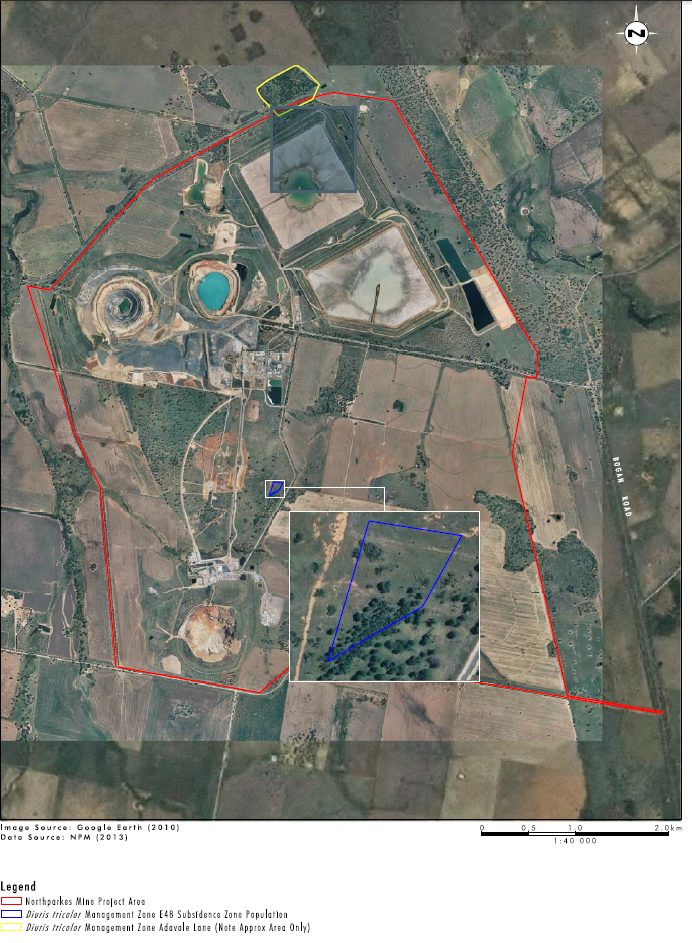 N
BOGAN ROAD
Image Source: Google Earth (2010)
Data Source: NPM (2013)
0 0.5 1.0 2.0km
1:40 000
Legend
Northparkes Mine Project Area
Diuris tricolor Management Zone E48 Subsidence Zone Population
Diuris tricolor Management Zone Adavale Lane (Note Approx Area Only)